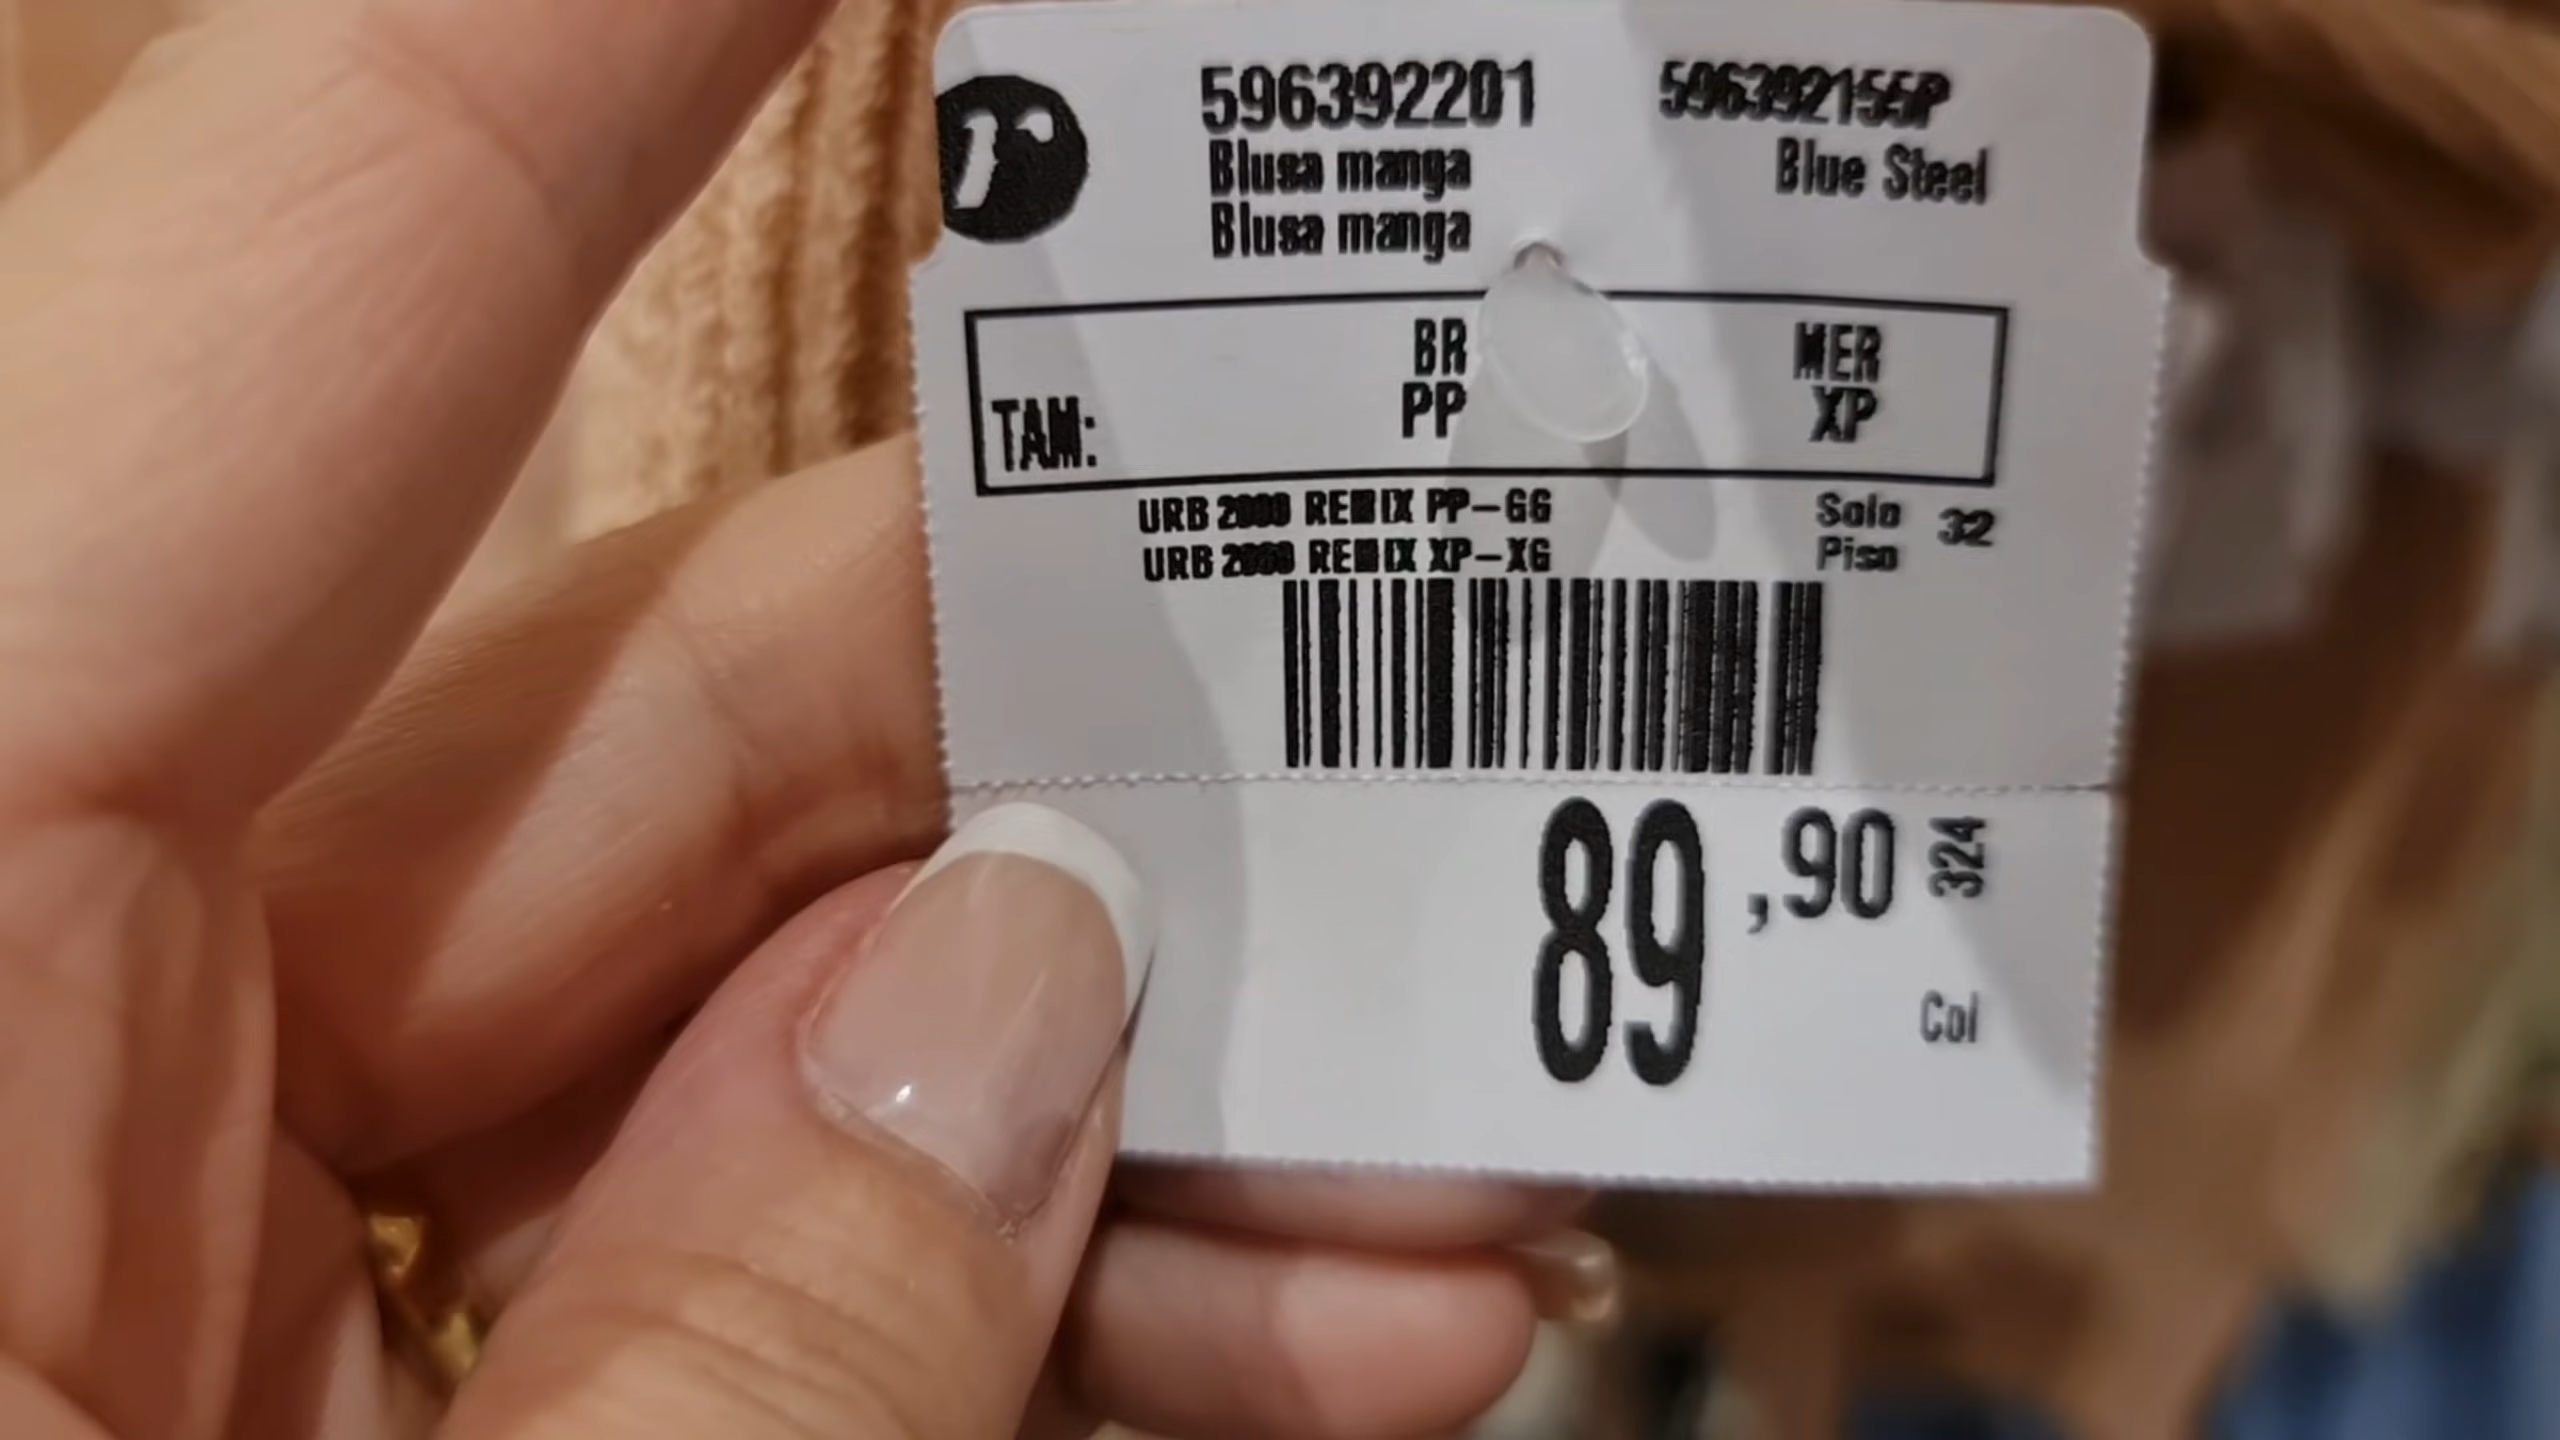 r
596392201 596392155P
Blusa manga Blue Steel
Blusa manga
BR MER
TAM: PP XP
URB 2000 REMIX PP-GG Solo 32
URB 2000 REMIX XP-XG Piso
89,90 324
Col